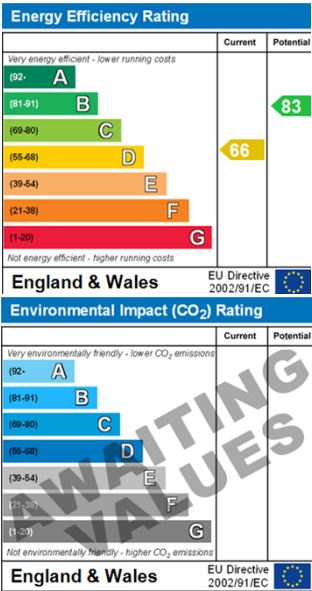 Energy Efficiency Rating
Current Potential
Very energy efficient - lower running costs
(92- A
(81-91) B
83
(69-80) C
(55-68) D
66
(39-54) E
(21-38) F
(1-20) G
Not energy efficient - higher running costs
England & Wales
EU Directive
2002/91/EC
Environmental Impact (CO2) Rating
Current Potential
Very environmentally friendly - lower CO2 emissions
(92- A
(81-91) B
(69-80) C
(55-68) D
(39-54) E
(21-38) F
(1-20) G
AWAITING
VALUES
Not environmentally friendly - higher CO2 emissions
England & Wales
EU Directive
2002/91/EC